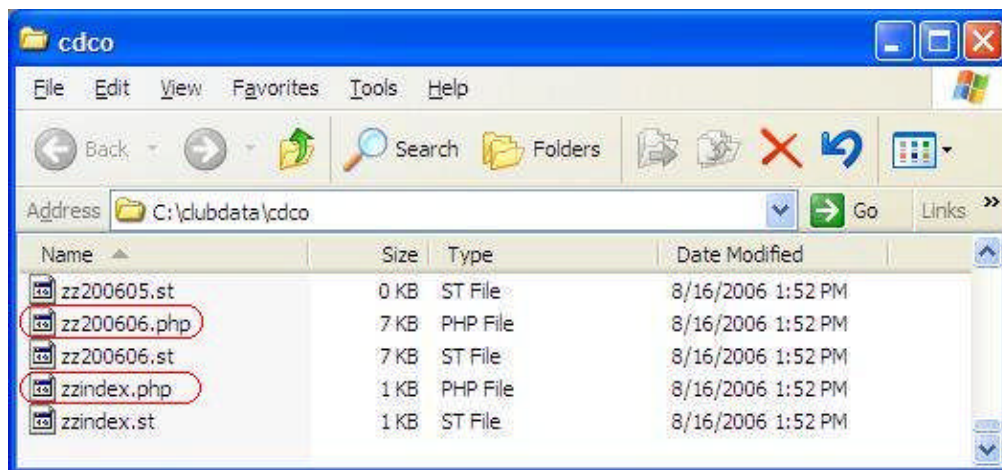 cdco
File Edit View Favorites Tools Help
Back Search Folders
Address C:\clubdata\cdco Go Links »
Name Size Type Date Modified
zz200605.st 0 KB ST File 8/16/2006 1:52 PM
zz200606.php 7 KB PHP File 8/16/2006 1:52 PM
zz200606.st 7 KB ST File 8/16/2006 1:52 PM
zzindex.php 1 KB PHP File 8/16/2006 1:52 PM
zzindex.st 1 KB ST File 8/16/2006 1:52 PM